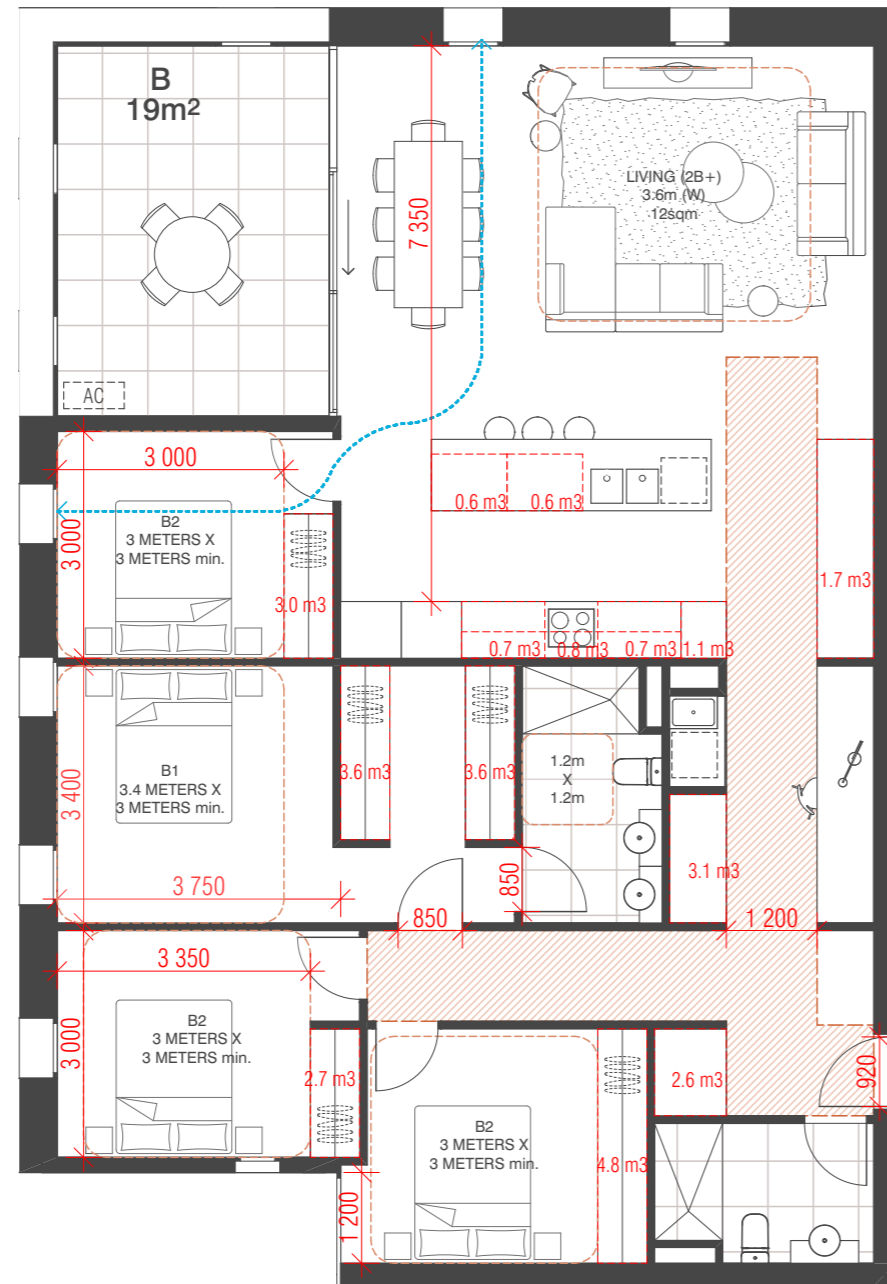 B
19m²
AC
7 350
LIVING (2B+)
3.6m (W)
12sqm
3 000
3 000
B2
3 METERS X
3 METERS min.
3.0 m3
0.6 m3
0.6 m3
1.7 m3
0.7 m3
0.8 m3
0.7 m3
1.1 m3
3 400
B1
3.4 METERS X
3 METERS min.
3 750
3.6 m3
3.6 m3
1.2m
X
1.2m
850
850
3.1 m3
1 200
3 350
3 000
B2
3 METERS X
3 METERS min.
2.7 m3
B2
3 METERS X
3 METERS min.
4.8 m3
1 200
2.6 m3
920